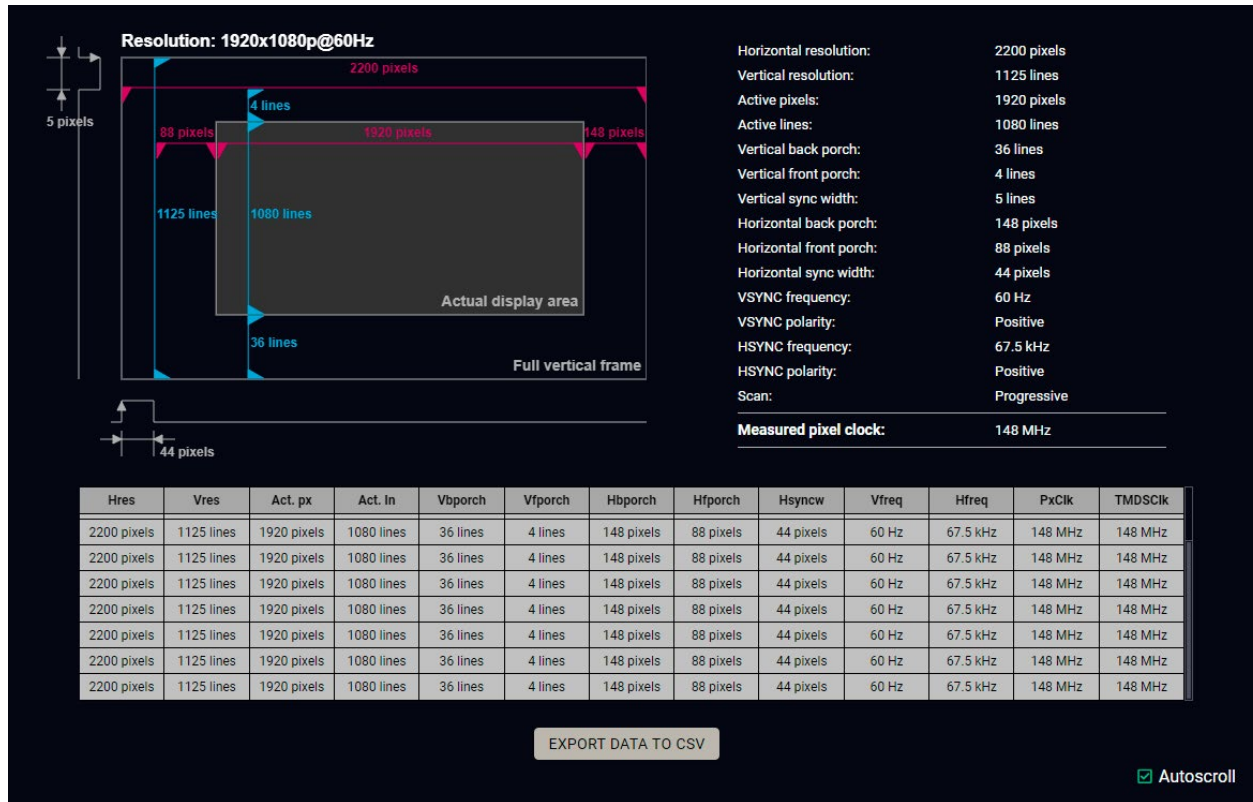 Resolution: 1920x1080p@60Hz
2200 pixels
4 lines
5 pixels
88 pixels
1920 pixels
148 pixels
1125 lines
1080 lines
Actual display area
36 lines
Full vertical frame
44 pixels
Horizontal resolution: 2200 pixels
Vertical resolution: 1125 lines
Active pixels: 1920 pixels
Active lines: 1080 lines
Vertical back porch: 36 lines
Vertical front porch: 4 lines
Vertical sync width: 5 lines
Horizontal back porch: 148 pixels
Horizontal front porch: 88 pixels
Horizontal sync width: 44 pixels
VSYNC frequency: 60 Hz
VSYNC polarity: Positive
HSYNC frequency: 67.5 kHz
HSYNC polarity: Positive
Scan: Progressive
Measured pixel clock: 148 MHz
Hres Vres Act. px Act. ln Vbporch Vfporch Hbporch Hfporch Hsyncw Vfreq Hfreq PxClk TMDSClk
2200 pixels 1125 lines 1920 pixels 1080 lines 36 lines 4 lines 148 pixels 88 pixels 44 pixels 60 Hz 67.5 kHz 148 MHz 148 MHz
2200 pixels 1125 lines 1920 pixels 1080 lines 36 lines 4 lines 148 pixels 88 pixels 44 pixels 60 Hz 67.5 kHz 148 MHz 148 MHz
2200 pixels 1125 lines 1920 pixels 1080 lines 36 lines 4 lines 148 pixels 88 pixels 44 pixels 60 Hz 67.5 kHz 148 MHz 148 MHz
2200 pixels 1125 lines 1920 pixels 1080 lines 36 lines 4 lines 148 pixels 88 pixels 44 pixels 60 Hz 67.5 kHz 148 MHz 148 MHz
2200 pixels 1125 lines 1920 pixels 1080 lines 36 lines 4 lines 148 pixels 88 pixels 44 pixels 60 Hz 67.5 kHz 148 MHz 148 MHz
2200 pixels 1125 lines 1920 pixels 1080 lines 36 lines 4 lines 148 pixels 88 pixels 44 pixels 60 Hz 67.5 kHz 148 MHz 148 MHz
2200 pixels 1125 lines 1920 pixels 1080 lines 36 lines 4 lines 148 pixels 88 pixels 44 pixels 60 Hz 67.5 kHz 148 MHz 148 MHz
EXPORT DATA TO CSV
Autoscroll